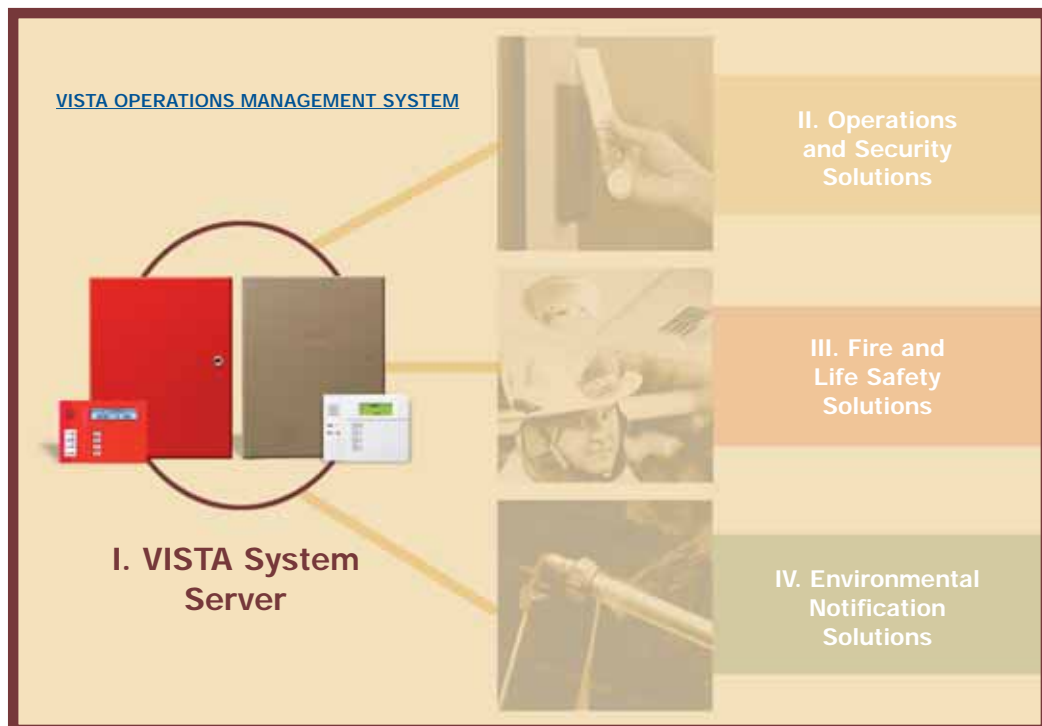 VISTA OPERATIONS MANAGEMENT SYSTEM
II. Operations
and Security
Solutions
III. Fire and
Life Safety
Solutions
I. VISTA System
Server
IV. Environmental
Notification
Solutions